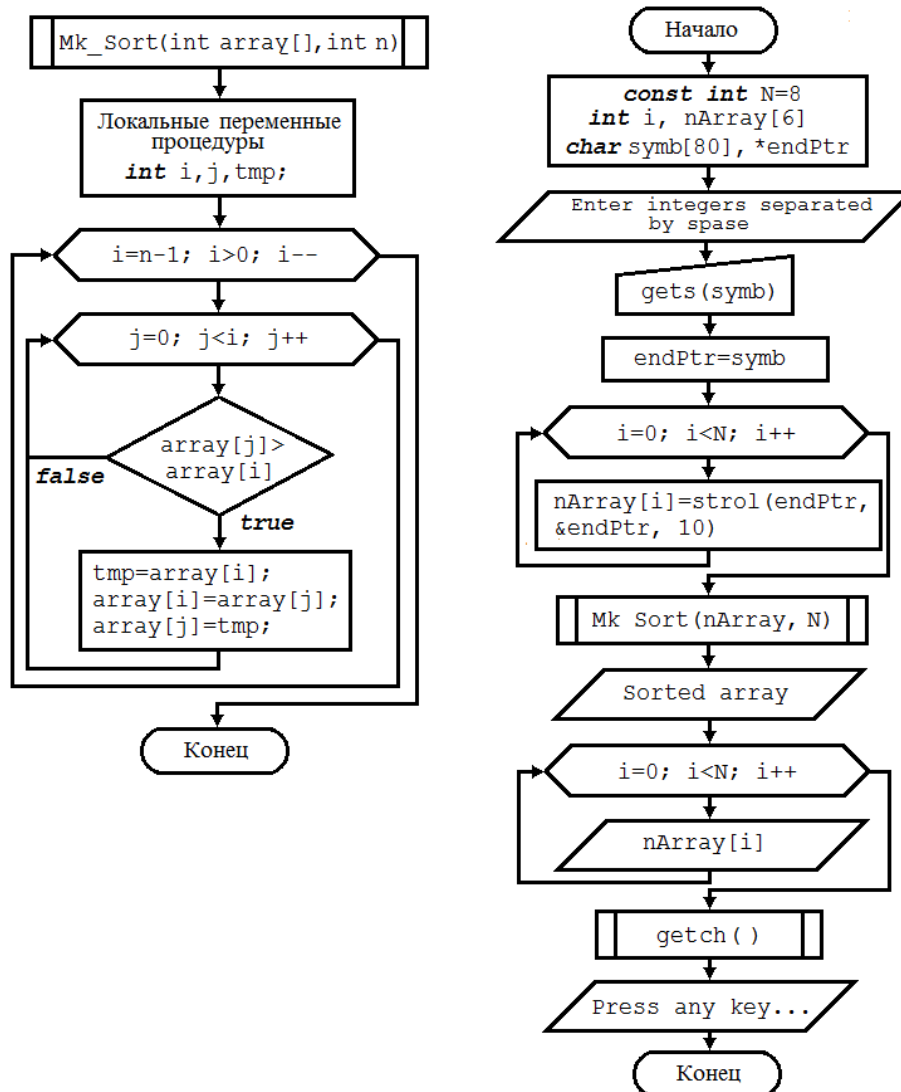 Mk_Sort(int array[],int n)
Локальные переменные
процедуры
int i,j,tmp;
i=n-1; i>0; i--
j=0; j<i; j++
array[j]>
array[i]
false
true
tmp=array[i];
array[i]=array[j];
array[j]=tmp;
Конец
Начало
const int N=8
int i, nArray[6]
char symb[80], *endPtr
Enter integers separated
by spase
gets(symb)
endPtr=symb
i=0; i<N; i++
nArray[i]=strol(endPtr,
&endPtr, 10)
Mk Sort(nArray, N)
Sorted array
i=0; i<N; i++
nArray[i]
getch( )
Press any key...
Конец